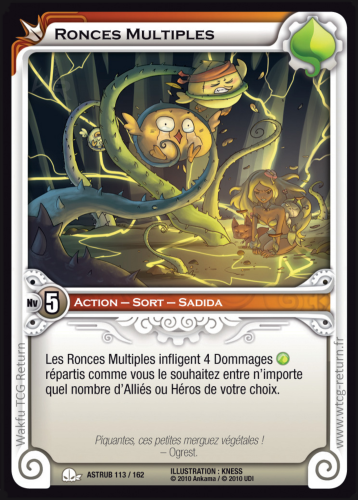 Ronces Multiples
Nv 5 Action – Sort – Sadida
Les Ronces Multiples infligent 4 Dommages
répartis comme vous le souhaitez entre n'importe
quel nombre d'Alliés ou Héros de votre choix.
Piquantes, ces petites merguez végétales !
– Ogrest.
ASTRUB 113 / 162
ILLUSTRATION : KNESS
© 2010 Ankama / © 2010 UDI
Wakfu TCG Return
www.wtcg-return.fr